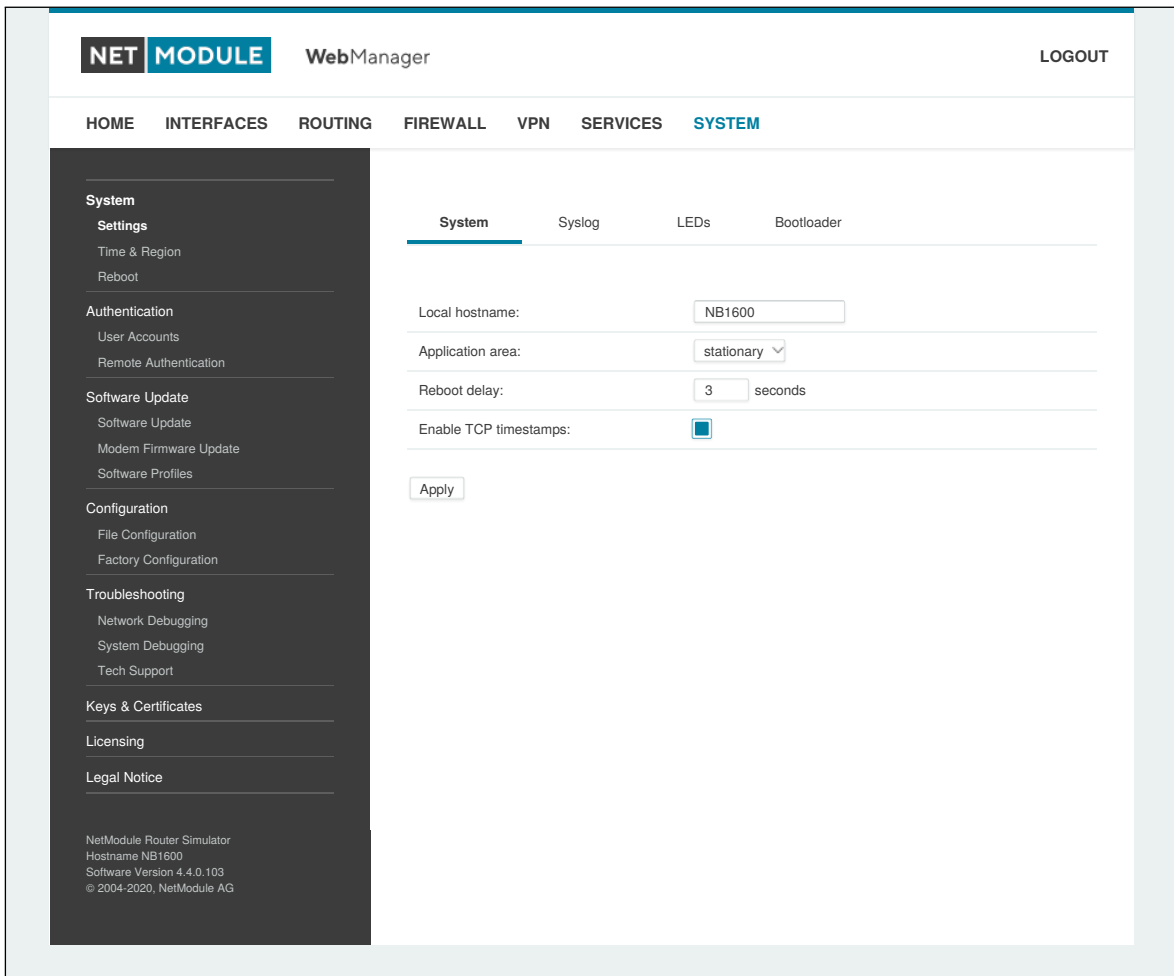 NET MODULE WebManager LOGOUT
HOME INTERFACES ROUTING FIREWALL VPN SERVICES SYSTEM
System
Settings
Time & Region
Reboot
Authentication
User Accounts
Remote Authentication
Software Update
Software Update
Modem Firmware Update
Software Profiles
Configuration
File Configuration
Factory Configuration
Troubleshooting
Network Debugging
System Debugging
Tech Support
Keys & Certificates
Licensing
Legal Notice
NetModule Router Simulator
Hostname NB1600
Software Version 4.4.0.103
© 2004-2020, NetModule AG
System Syslog LEDs Bootloader
Local hostname: NB1600
Application area: stationary
Reboot delay: 3 seconds
Enable TCP timestamps:
Apply